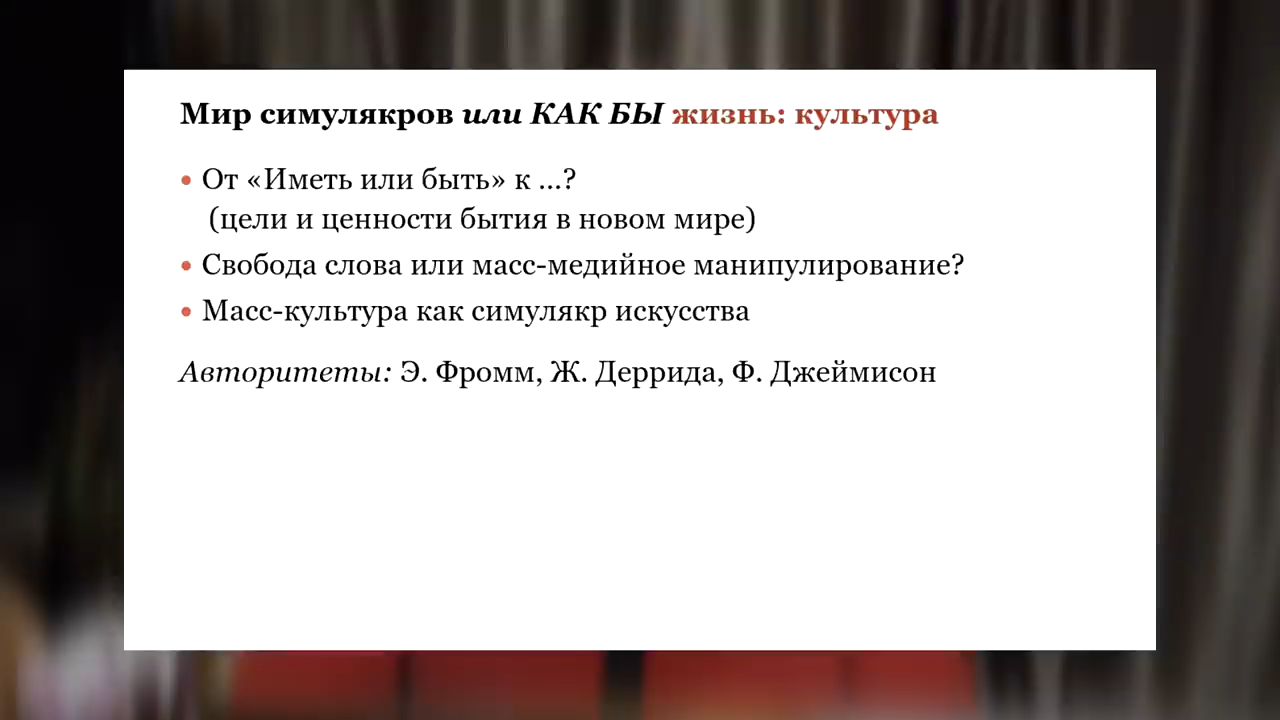 Мир симулякров или КАК БЫ жизнь: культура
• От «Иметь или быть» к ...?
(цели и ценности бытия в новом мире)
• Свобода слова или масс-медийное манипулирование?
• Масс-культура как симулякр искусства
Авторитеты: Э. Фромм, Ж. Деррида, Ф. Джеймисон